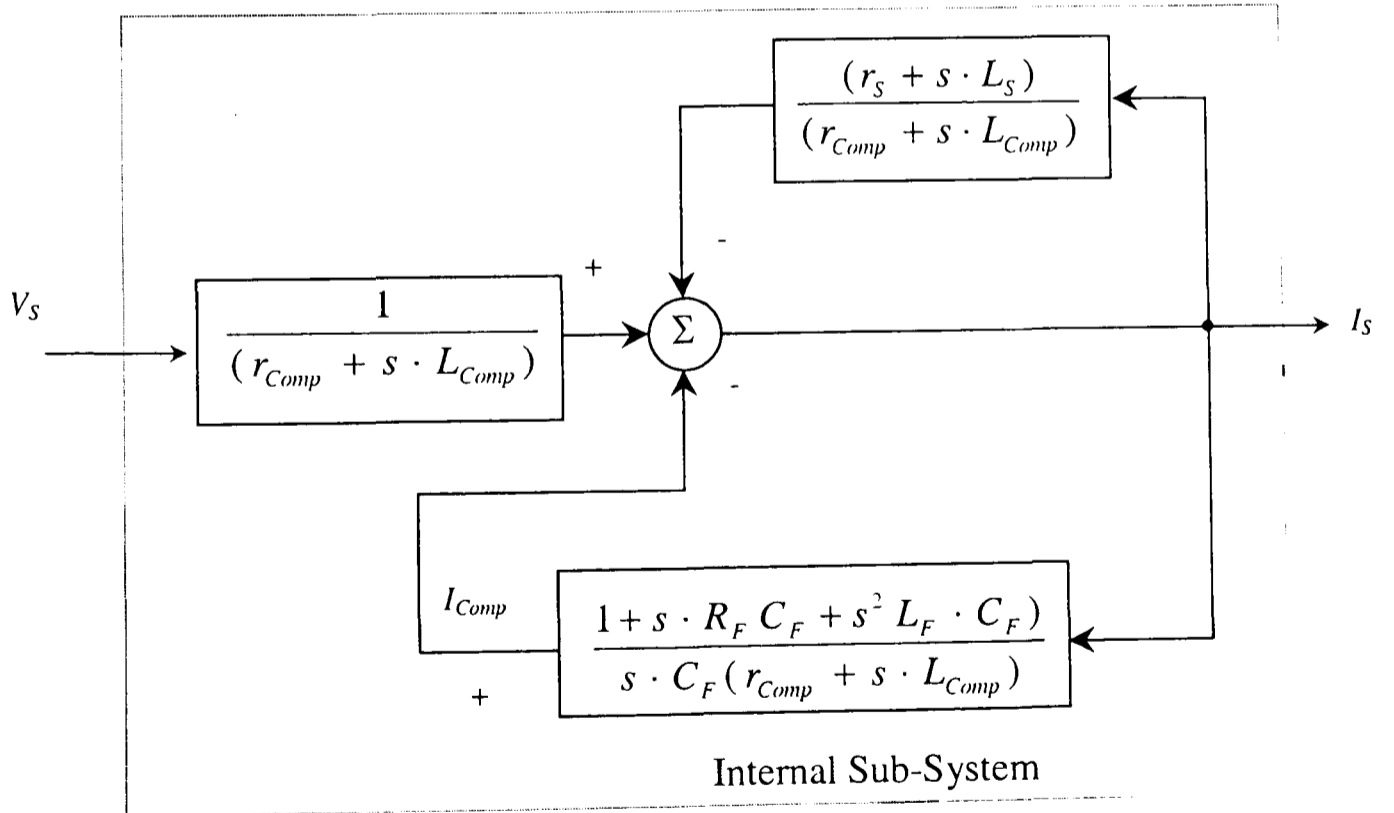 (r_S + s · L_S)
(r_Comp + s · L_Comp)
-
+
V_S
1
(r_Comp + s · L_Comp)
Σ
I_S
-
I_Comp
1 + s · R_F C_F + s² L_F · C_F)
s · C_F (r_Comp + s · L_Comp)
+
Internal Sub-System